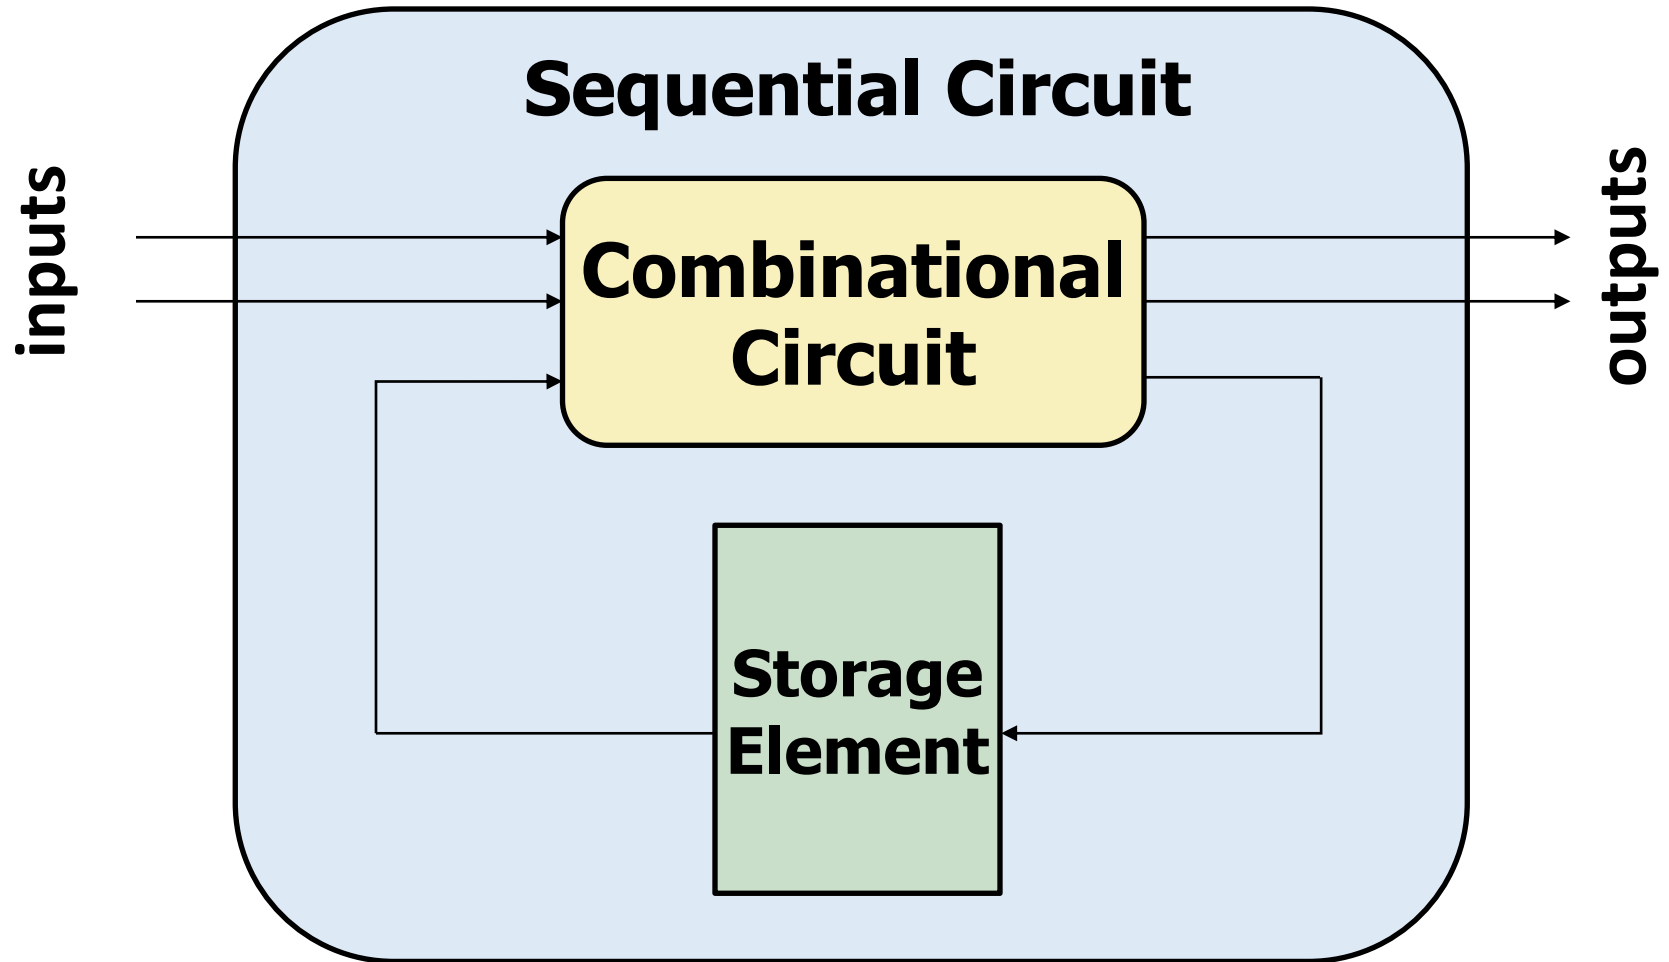 Sequential Circuit
inputs
Combinational
Circuit
outputs
Storage
Element